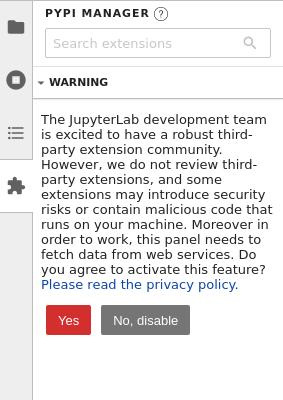 PYPI MANAGER ?
Search extensions
WARNING
The JupyterLab development team
is excited to have a robust third-
party extension community.
However, we do not review third-
party extensions, and some
extensions may introduce security
risks or contain malicious code that
runs on your machine. Moreover in
order to work, this panel needs to
fetch data from web services. Do
you agree to activate this feature?
Please read the privacy policy.
Yes No, disable